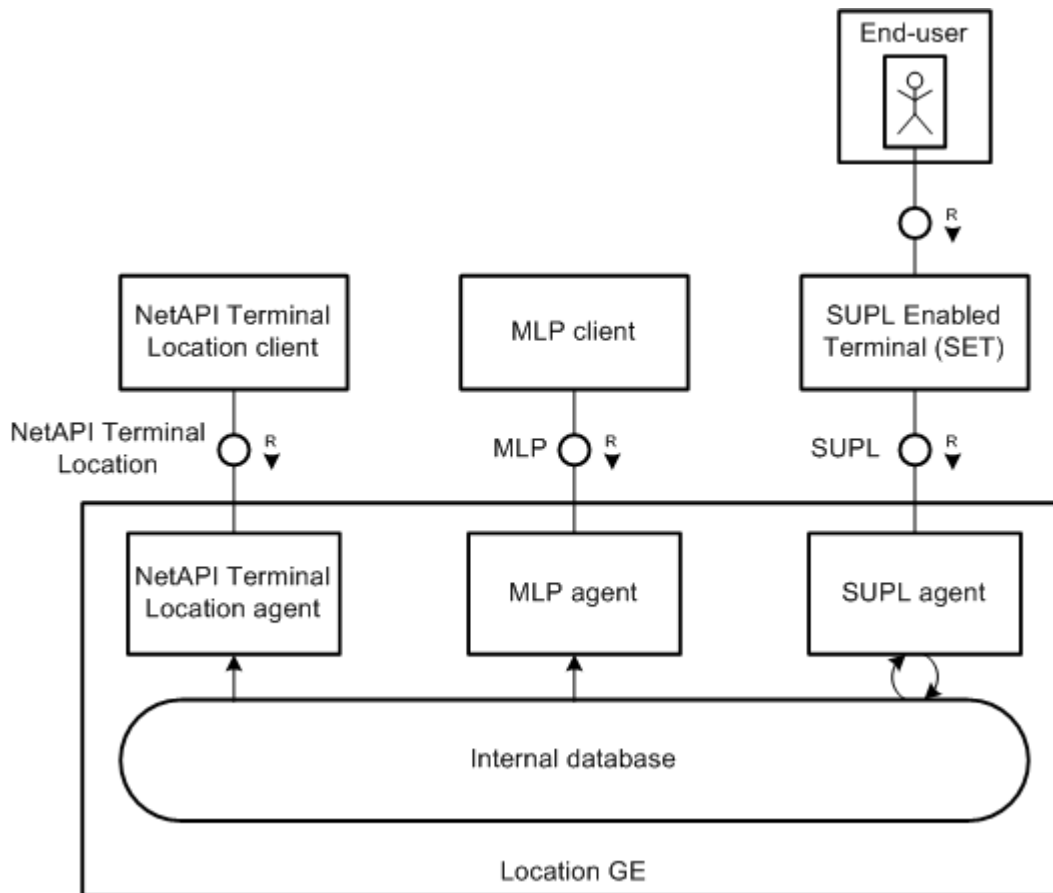 End-user
R
NetAPI Terminal
Location client
MLP client
SUPL Enabled
Terminal (SET)
NetAPI Terminal
Location
R
MLP
R
SUPL
R
NetAPI Terminal
Location agent
MLP agent
SUPL agent
Internal database
Location GE